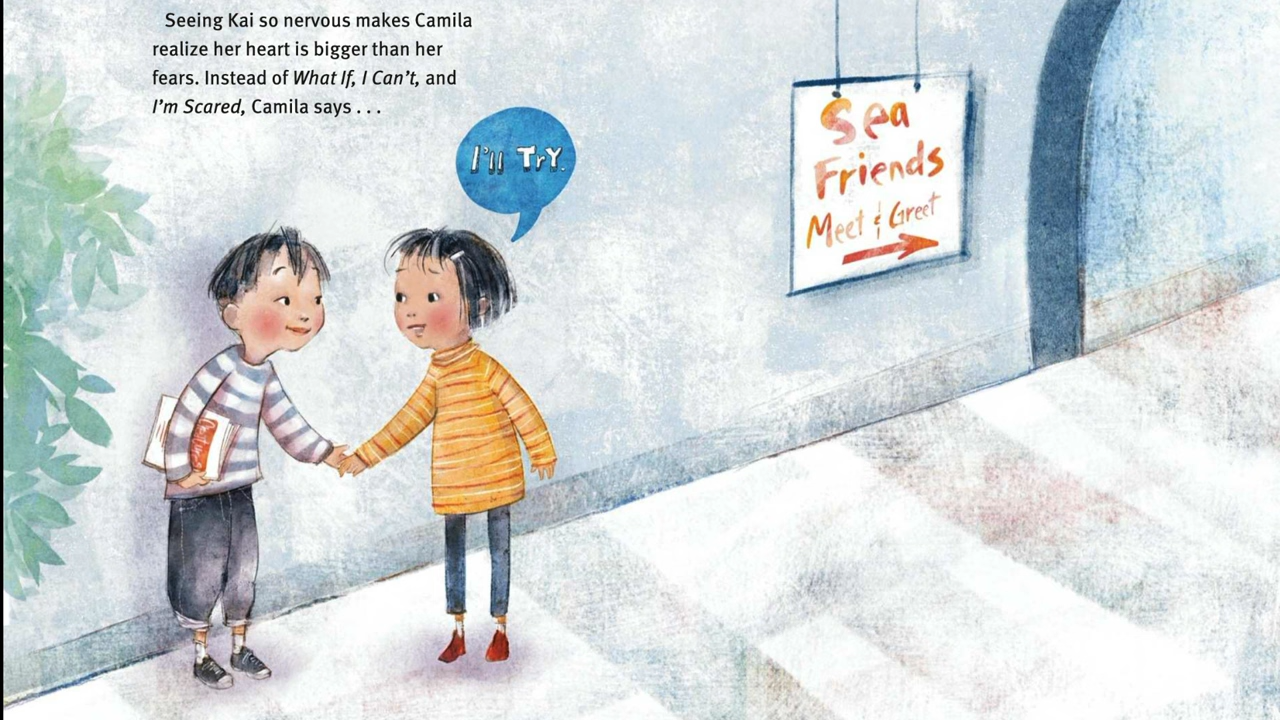 Seeing Kai so nervous makes Camila
realize her heart is bigger than her
fears. Instead of What If, I Can't, and
I'm Scared, Camila says . . .
I'll TrY.
Sea
Friends
Meet & Greet